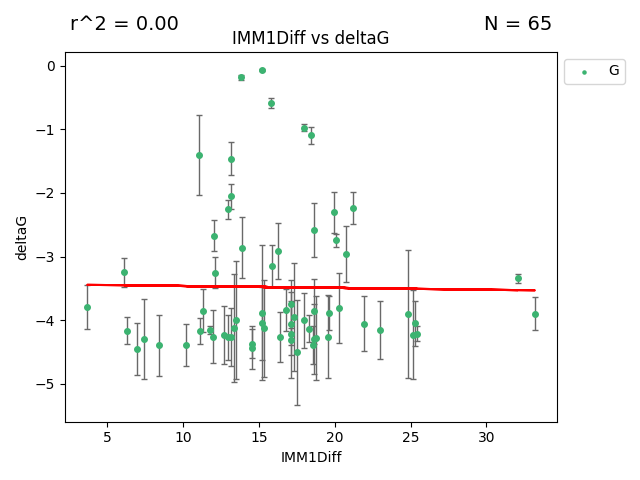 r^2 = 0.00
N = 65
IMM1Diff vs deltaG
G
0
−1
−2
−3
−4
−5
deltaG
5 10 15 20 25 30
IMM1Diff